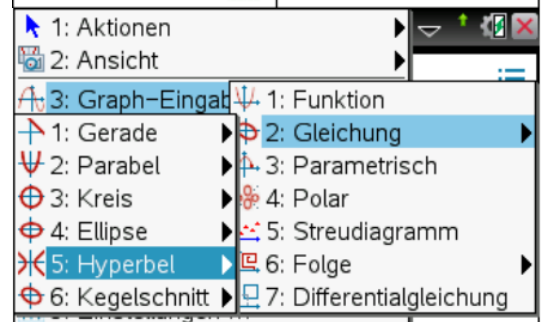 1: Aktionen
2: Ansicht
3: Graph-Eingab
1: Funktion
2: Gleichung
3: Parametrisch
4: Polar
5: Streudiagramm
6: Folge
7: Differentialgleichung
1: Gerade
2: Parabel
3: Kreis
4: Ellipse
5: Hyperbel
6: Kegelschnitt